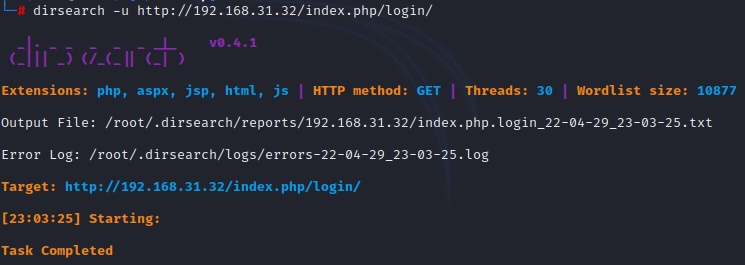 # dirsearch -u http://192.168.31.32/index.php/login/
v0.4.1
Extensions: php, aspx, jsp, html, js | HTTP method: GET | Threads: 30 | Wordlist size: 10877
Output File: /root/.dirsearch/reports/192.168.31.32/index.php.login_22-04-29_23-03-25.txt
Error Log: /root/.dirsearch/logs/errors-22-04-29_23-03-25.log
Target: http://192.168.31.32/index.php/login/
[23:03:25] Starting:
Task Completed